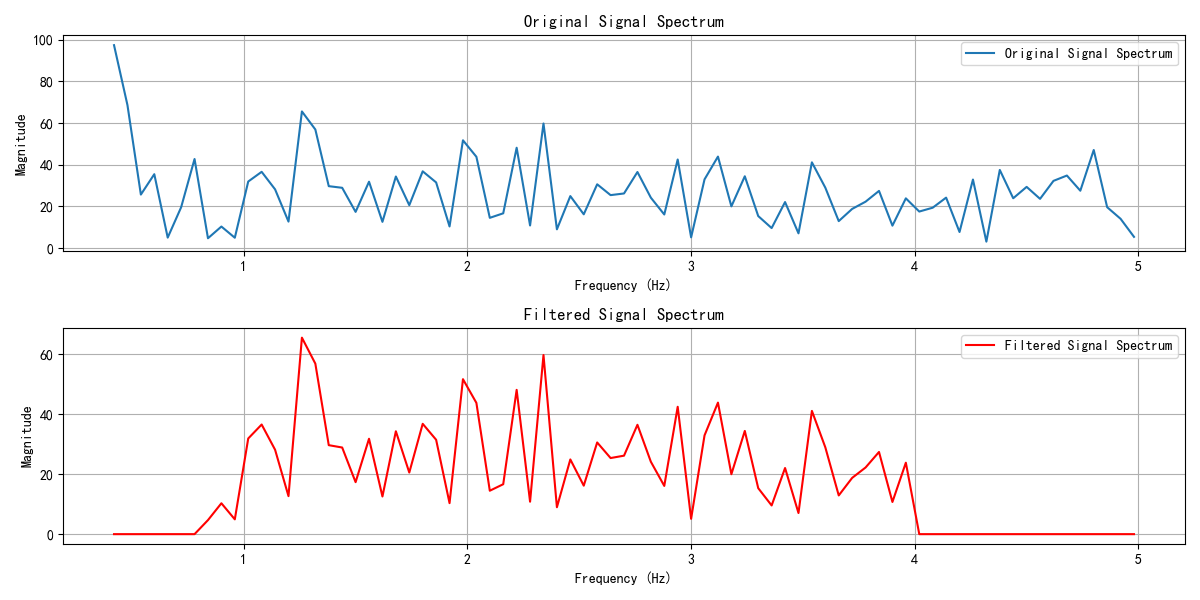 Original Signal Spectrum
100
80
60
40
20
0
Magnitude
Original Signal Spectrum
1 2 3 4 5
Frequency (Hz)
Filtered Signal Spectrum
60
40
20
0
Magnitude
Filtered Signal Spectrum
1 2 3 4 5
Frequency (Hz)